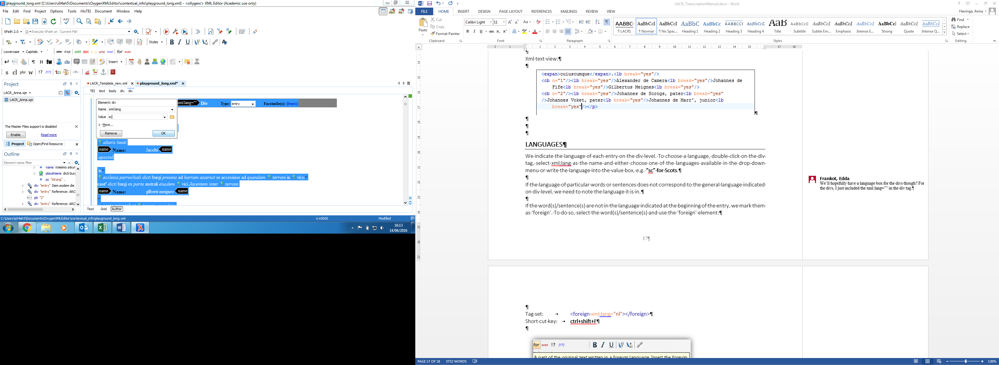 playground_long.xml [C:\Users\s04ah5\Documents\OxygenXMLEditor\contextual_info\playground_long.xml] - <oXygen/> XML Editor (Academic use only)
File Edit Find Project Options Tools HisTEI Document Window Help
XPath 2.0 Execute XPath on 'Current File'
Styles B I U
Lowercase Capitals abbr exp add del [...] unc [sup] for note
¶ H fw Insert
s cl phr w !? [!?] 123
Project
LACR_Anna.xpr
LACR_Anna.xpr
The Master Files support is disabled
Enable Read more
Project Open/Find Resource
Outline
Element name filter
name Willelmo atkyn
placeName dicti burg
pc "strong" .
div "entry" Item eodem die
div "entry" Reference: ARC
pb "2"
div "entry" Reference: ARC
LACR_Template_new.xml playground_long.xml*
TEI text body div div
Element: div
Name xml:lang
Value sc
More...
Remove OK
xml:lang="" Div Type: entry Facsimile(s): [Empty]
altaris beati
name Name: Jacobi name
apostoli
in
ecclesia parrochiali dicti burgi presens ad barram asseruit se accessisse ad quandam terram in vico
cast' dicti burgi ex parte australi eiusdem vici Jacentem inter terram
name Name: gilberti meignez name
Text Grid Author
C:\Users\s04ah5\Documents\OxygenXMLEditor\contextual_info\playground_long.xml U+0000 Modified
16:13
14/06/2016
LACR_TranscriptionManual.docx - Word
FILE HOME INSERT DESIGN PAGE LAYOUT REFERENCES MAILINGS REVIEW VIEW Havinga, Anna
Paste Cut Copy Format Painter
Clipboard
Calibri Light 11
Font
Paragraph
¶ LACR1 ¶ Normal ¶ No Spac... Heading 1 Heading 2 Heading 3 Heading 4 Title Subtitle Subtle Em... Emphasis Intense E... Strong Quote Intense Q...
Styles
Find Replace Select
Editing
Xml·text·view:¶
¶
<expan>cuiuscumque</expan>.<lb break="yes"/>
<cb n="1"/><lb break="yes"/>Alexander de Camera<lb break="yes"/>Johannes de
Fife<lb break="yes"/>Gilbertus Meignes<lb break="yes"/>
<cb n="2"/><lb break="yes"/>Johannes de Scrogs, pater<lb break="yes"
/>Johannes Voket, pater<lb break="yes"/>Johannes de Marr', junior<lb
break="yes"/></p>
¶
¶
¶
¶
LANGUAGES¶
We·indicate·the·language·of·each·entry·on·the·div·level.·To·choose·a·language,·double-click·on·the·div·
tag,·select·xml:lang·as·the·name·and·either·choose·one·of·the·languages·available·in·the·drop-down·
menu·or·write·the·language·into·the·value·box,·e.g.·“sc”·for·Scots.¶
¶
If·the·language·of·particular·words·or·sentences·does·not·correspond·to·the·general·language·indicated·
on·div·level,·we·need·to·note·the·language·it·is·in.¶
¶
If·the·word(s)/sentence(s)·are·not·in·the·language·indicated·at·the·beginning·of·the·entry,·we·mark·them·
as·‘foreign’.·To·do·so,·select·the·word(s)/sentence(s)·and·use·the·‘foreign’·element:¶
17¶
Frankot, Edda
We’ll·hopefully·have·a·language·box·for·the·divs·though?·For·
the·divs,·I·just·included·the·xml:lang=""·in·the·div·tag.¶
¶
Tag·set: → <foreign·xml:lang="nl"></foreign>¶
Short·cut·key: → ctrl+shift+F¶
¶
for note !? [!?] B I U
A part of the original text written in a foreign language. Insert the foreign
PAGE 17 OF 18 3732 WORDS 130%